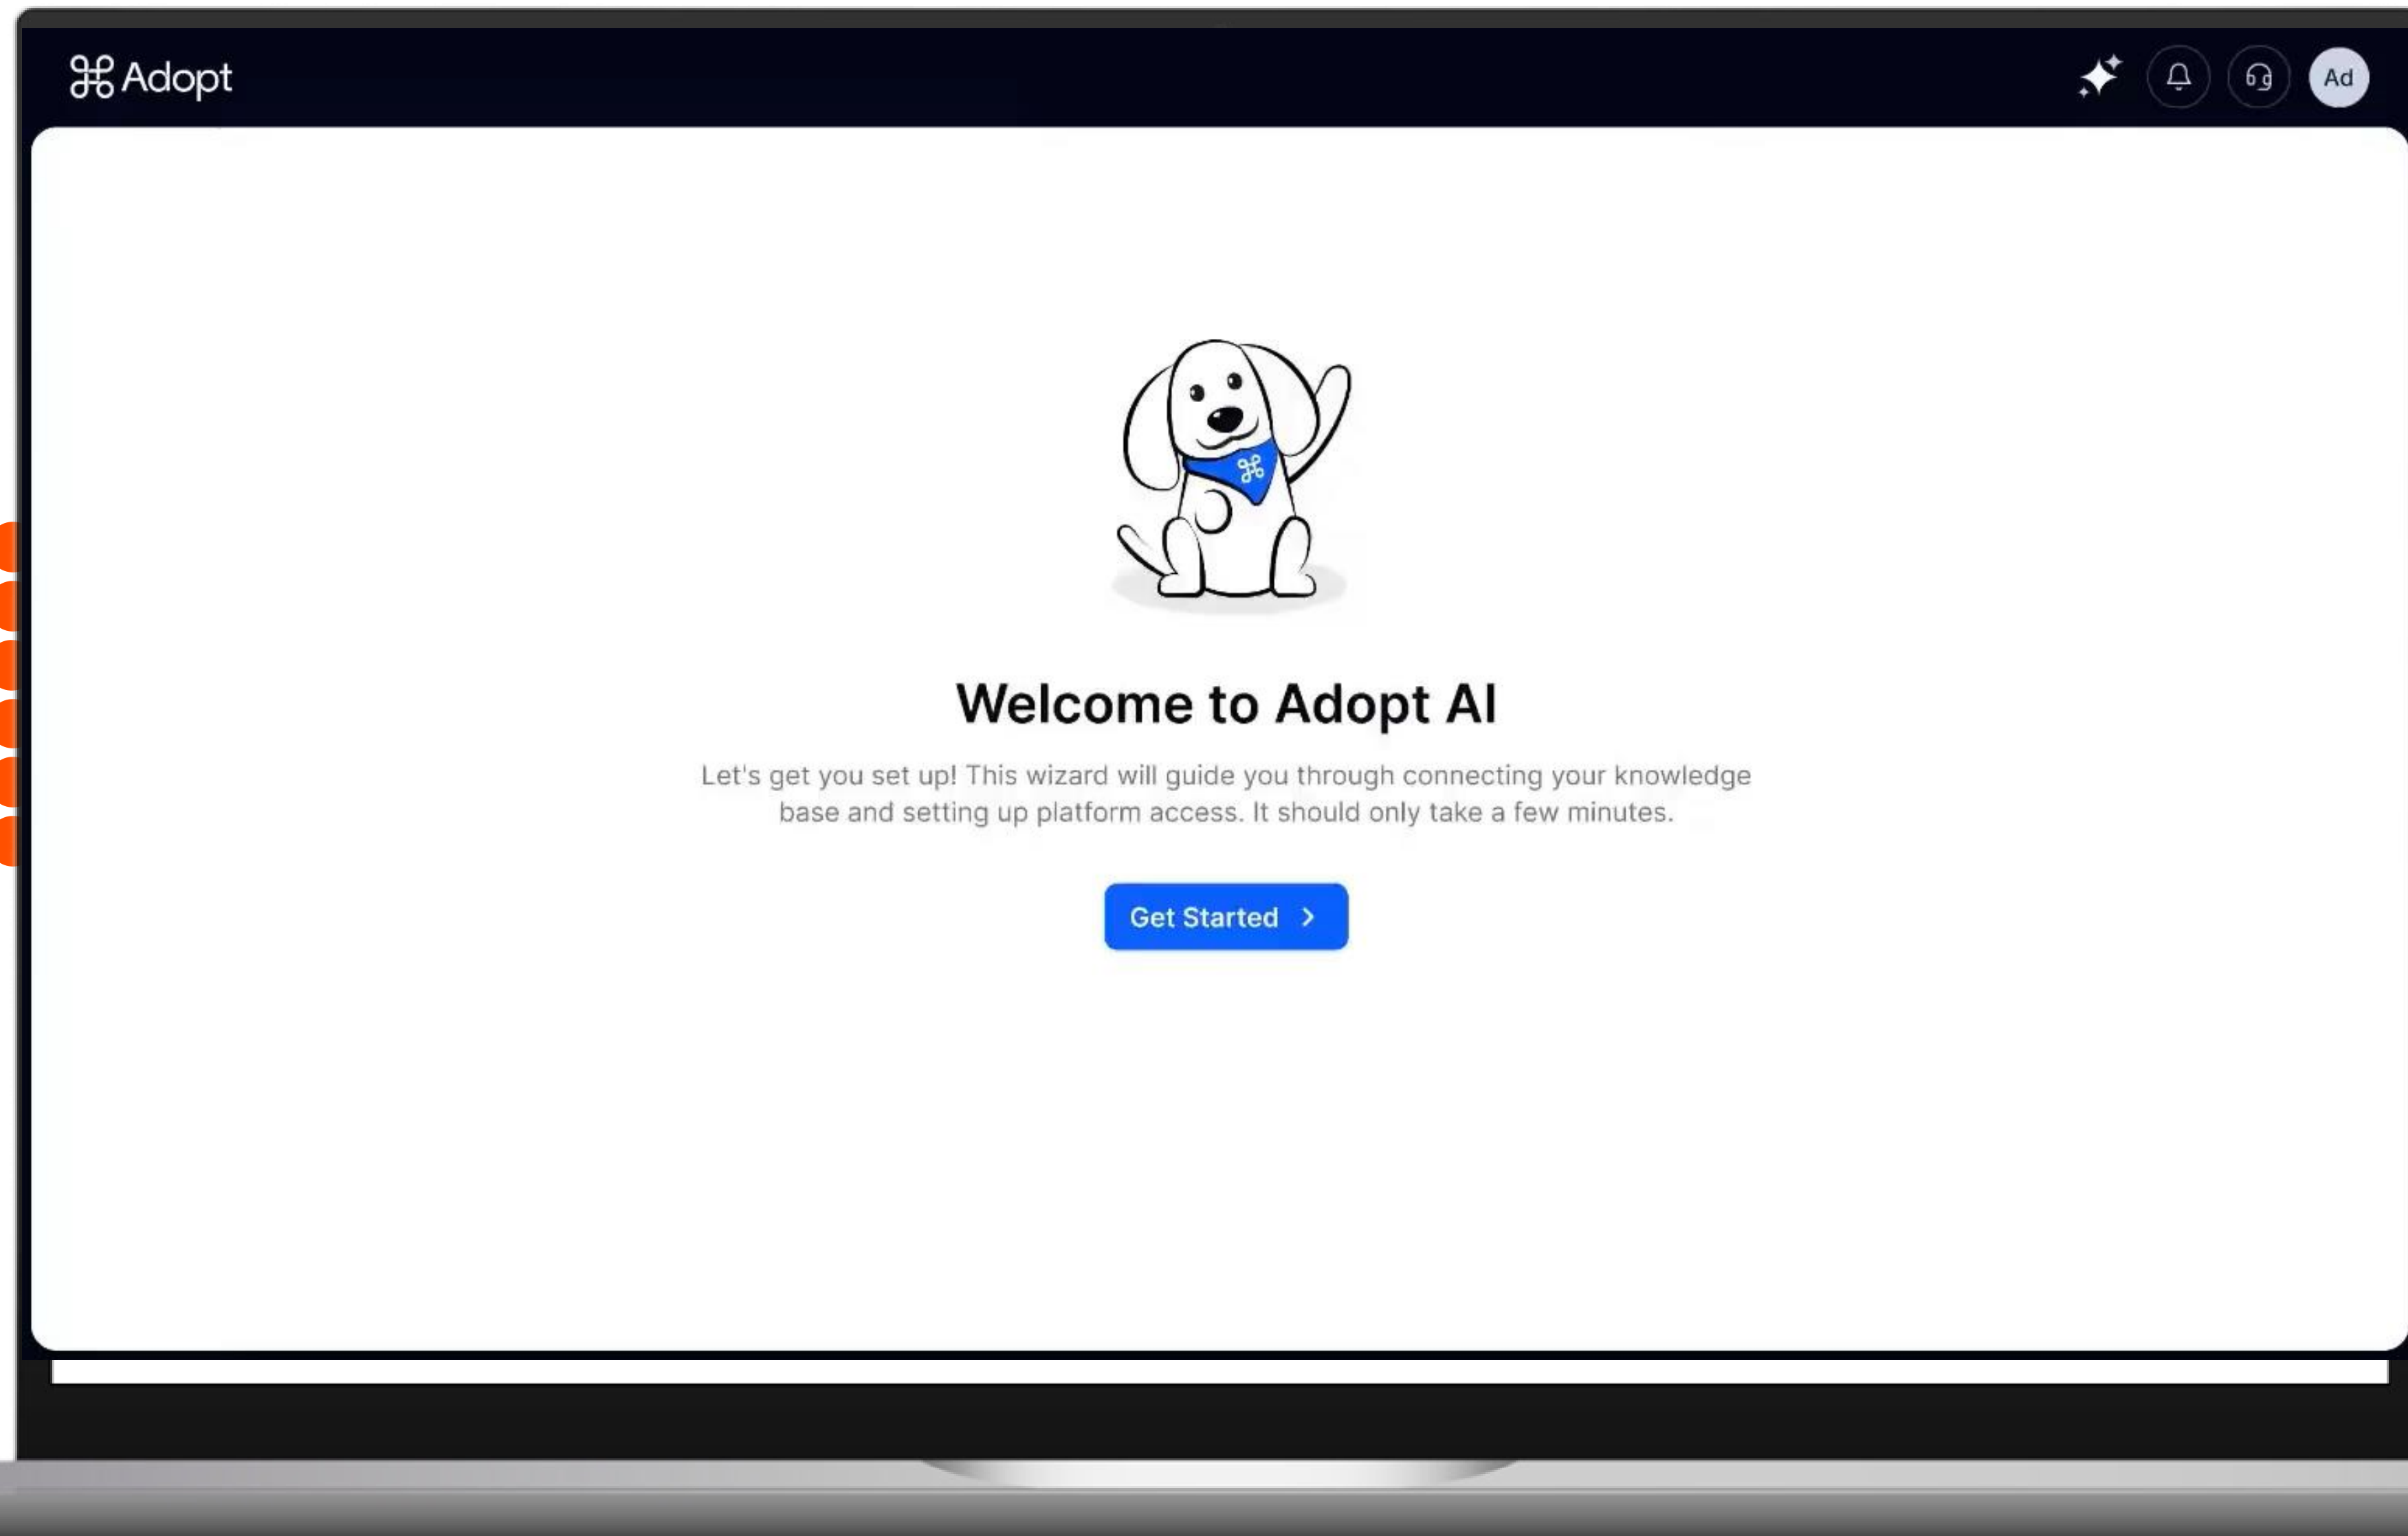 Adopt
Ad
Welcome to Adopt AI
Let's get you set up! This wizard will guide you through connecting your knowledge
base and setting up platform access. It should only take a few minutes.
Get Started